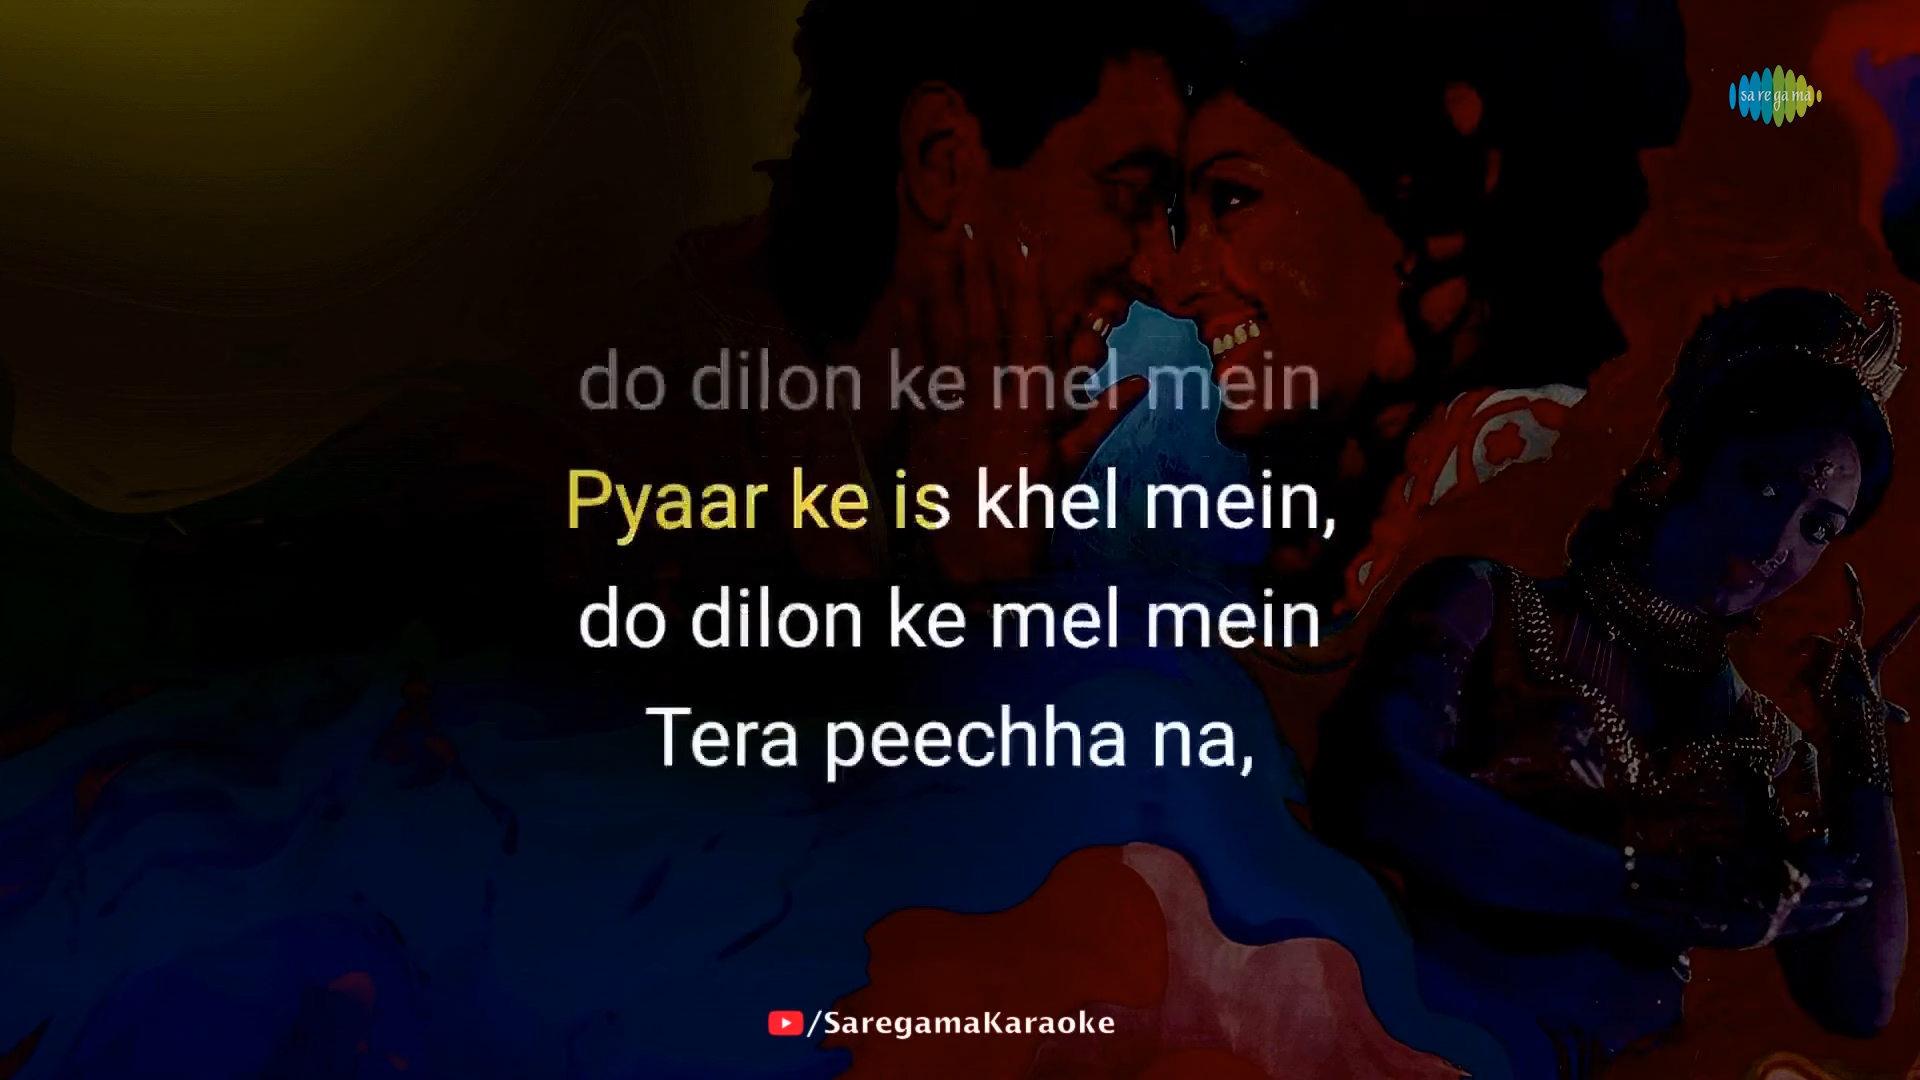 sa re ga ma
do dilon ke mel mein
Pyaar ke is khel mein,
do dilon ke mel mein
Tera peechha na,
/SaregamaKaraoke